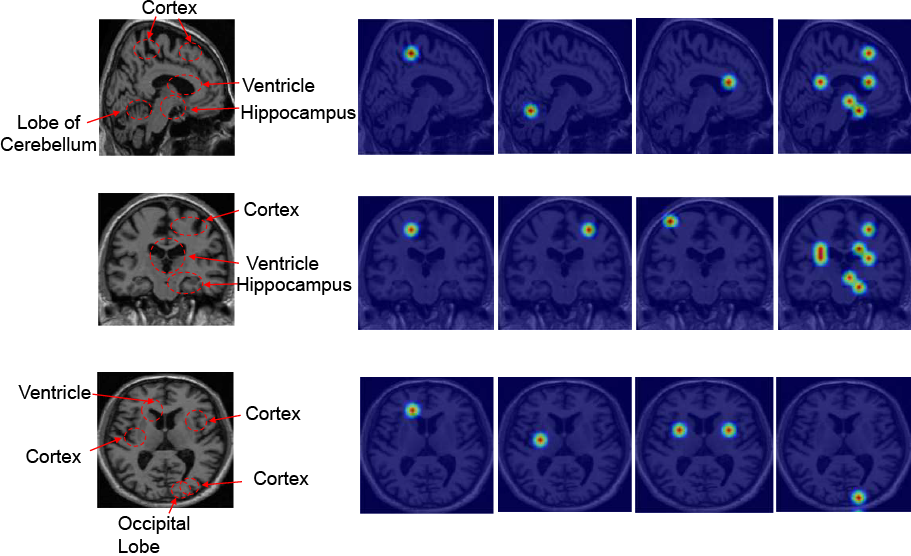 Cortex
Ventricle
Hippocampus
Lobe of
Cerebellum
Cortex
Ventricle
Hippocampus
Ventricle
Cortex
Cortex
Cortex
Occipital
Lobe